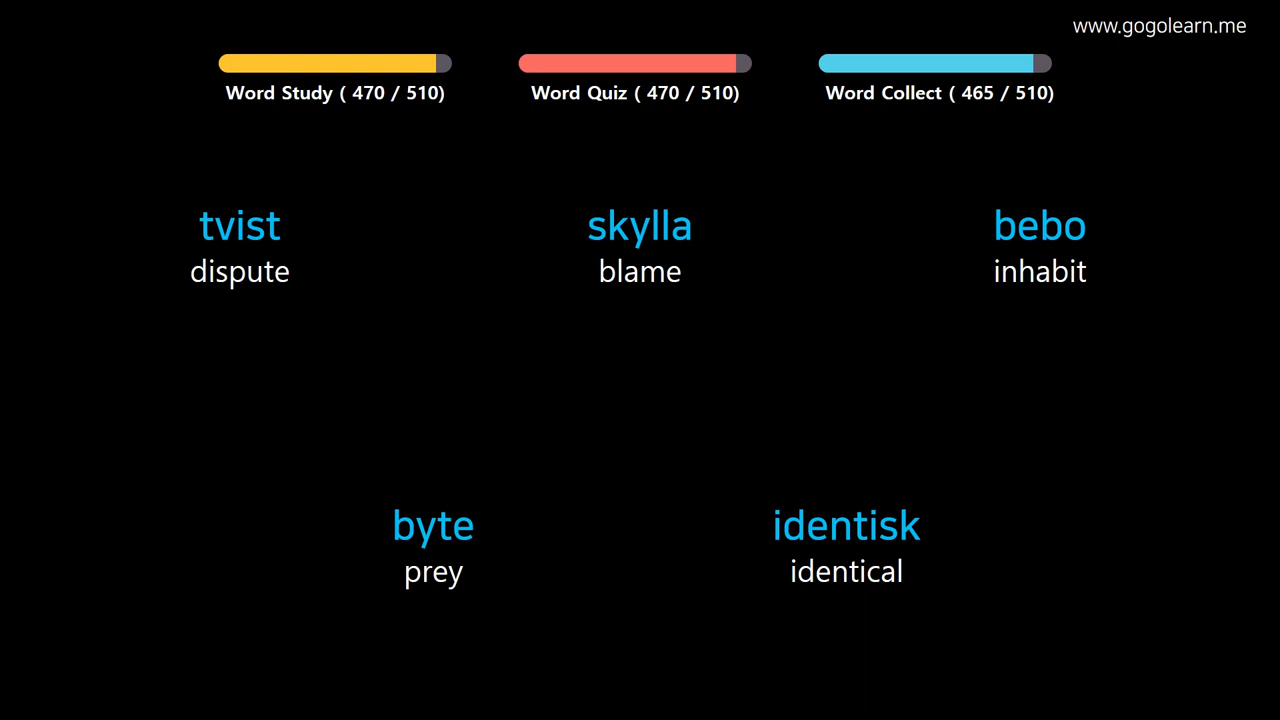 www.gogolearn.me
Word Study ( 470 / 510)
Word Quiz ( 470 / 510)
Word Collect ( 465 / 510)
tvist
dispute
skylla
blame
bebo
inhabit
byte
prey
identisk
identical